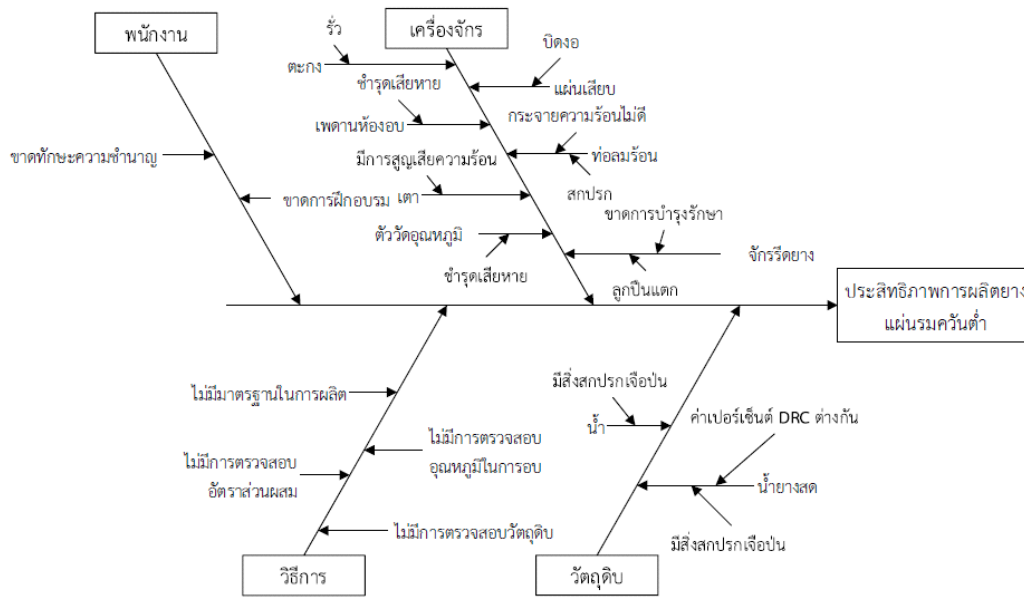 พนักงาน
เครื่องจักร
รั่ว
บิดงอ
ตะกง
ชำรุดเสียหาย
แผ่นเสียบ
เพดานห้องอบ
กระจายความร้อนไม่ดี
ขาดทักษะความชำนาญ
มีการสูญเสียความร้อน
ท่อลมร้อน
ขาดการฝึกอบรม
เตา
สกปรก
ตัววัดอุณหภูมิ
ขาดการบำรุงรักษา
ชำรุดเสียหาย
จักรรีดยาง
ลูกปืนแตก
ประสิทธิภาพการผลิตยาง
แผ่นรมควันต่ำ
ไม่มีมาตรฐานในการผลิต
มีสิ่งสกปรกเจือปน
น้ำ
ค่าเปอร์เซ็นต์ DRC ต่างกัน
ไม่มีการตรวจสอบ
อุณหภูมิในการอบ
ไม่มีการตรวจสอบ
อัตราส่วนผสม
น้ำยางสด
ไม่มีการตรวจสอบวัตถุดิบ
มีสิ่งสกปรกเจือปน
วิธีการ
วัตถุดิบ